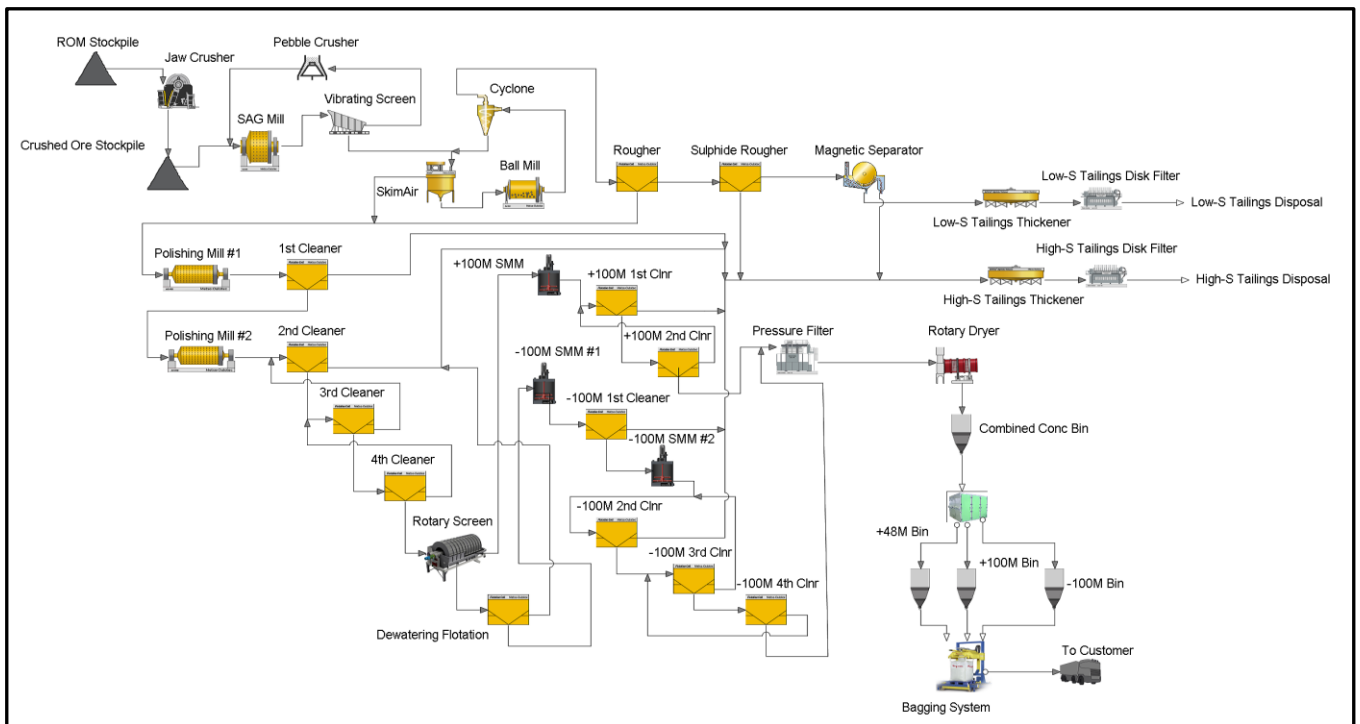 ROM Stockpile
Jaw Crusher
Pebble Crusher
Vibrating Screen
SAG Mill
Crushed Ore Stockpile
Cyclone
SkimAir
Ball Mill
Rougher
Sulphide Rougher
Magnetic Separator
Low-S Tailings Disk Filter
Low-S Tailings Thickener
Low-S Tailings Disposal
High-S Tailings Disk Filter
High-S Tailings Thickener
High-S Tailings Disposal
Polishing Mill #1
1st Cleaner
Polishing Mill #2
2nd Cleaner
3rd Cleaner
4th Cleaner
Rotary Screen
Dewatering Flotation
+100M SMM
+100M 1st Clnr
+100M 2nd Clnr
-100M SMM #1
-100M 1st Cleaner
-100M SMM #2
-100M 2nd Clnr
-100M 3rd Clnr
-100M 4th Clnr
Pressure Filter
Rotary Dryer
Combined Conc Bin
+48M Bin
+100M Bin
-100M Bin
Bagging System
To Customer